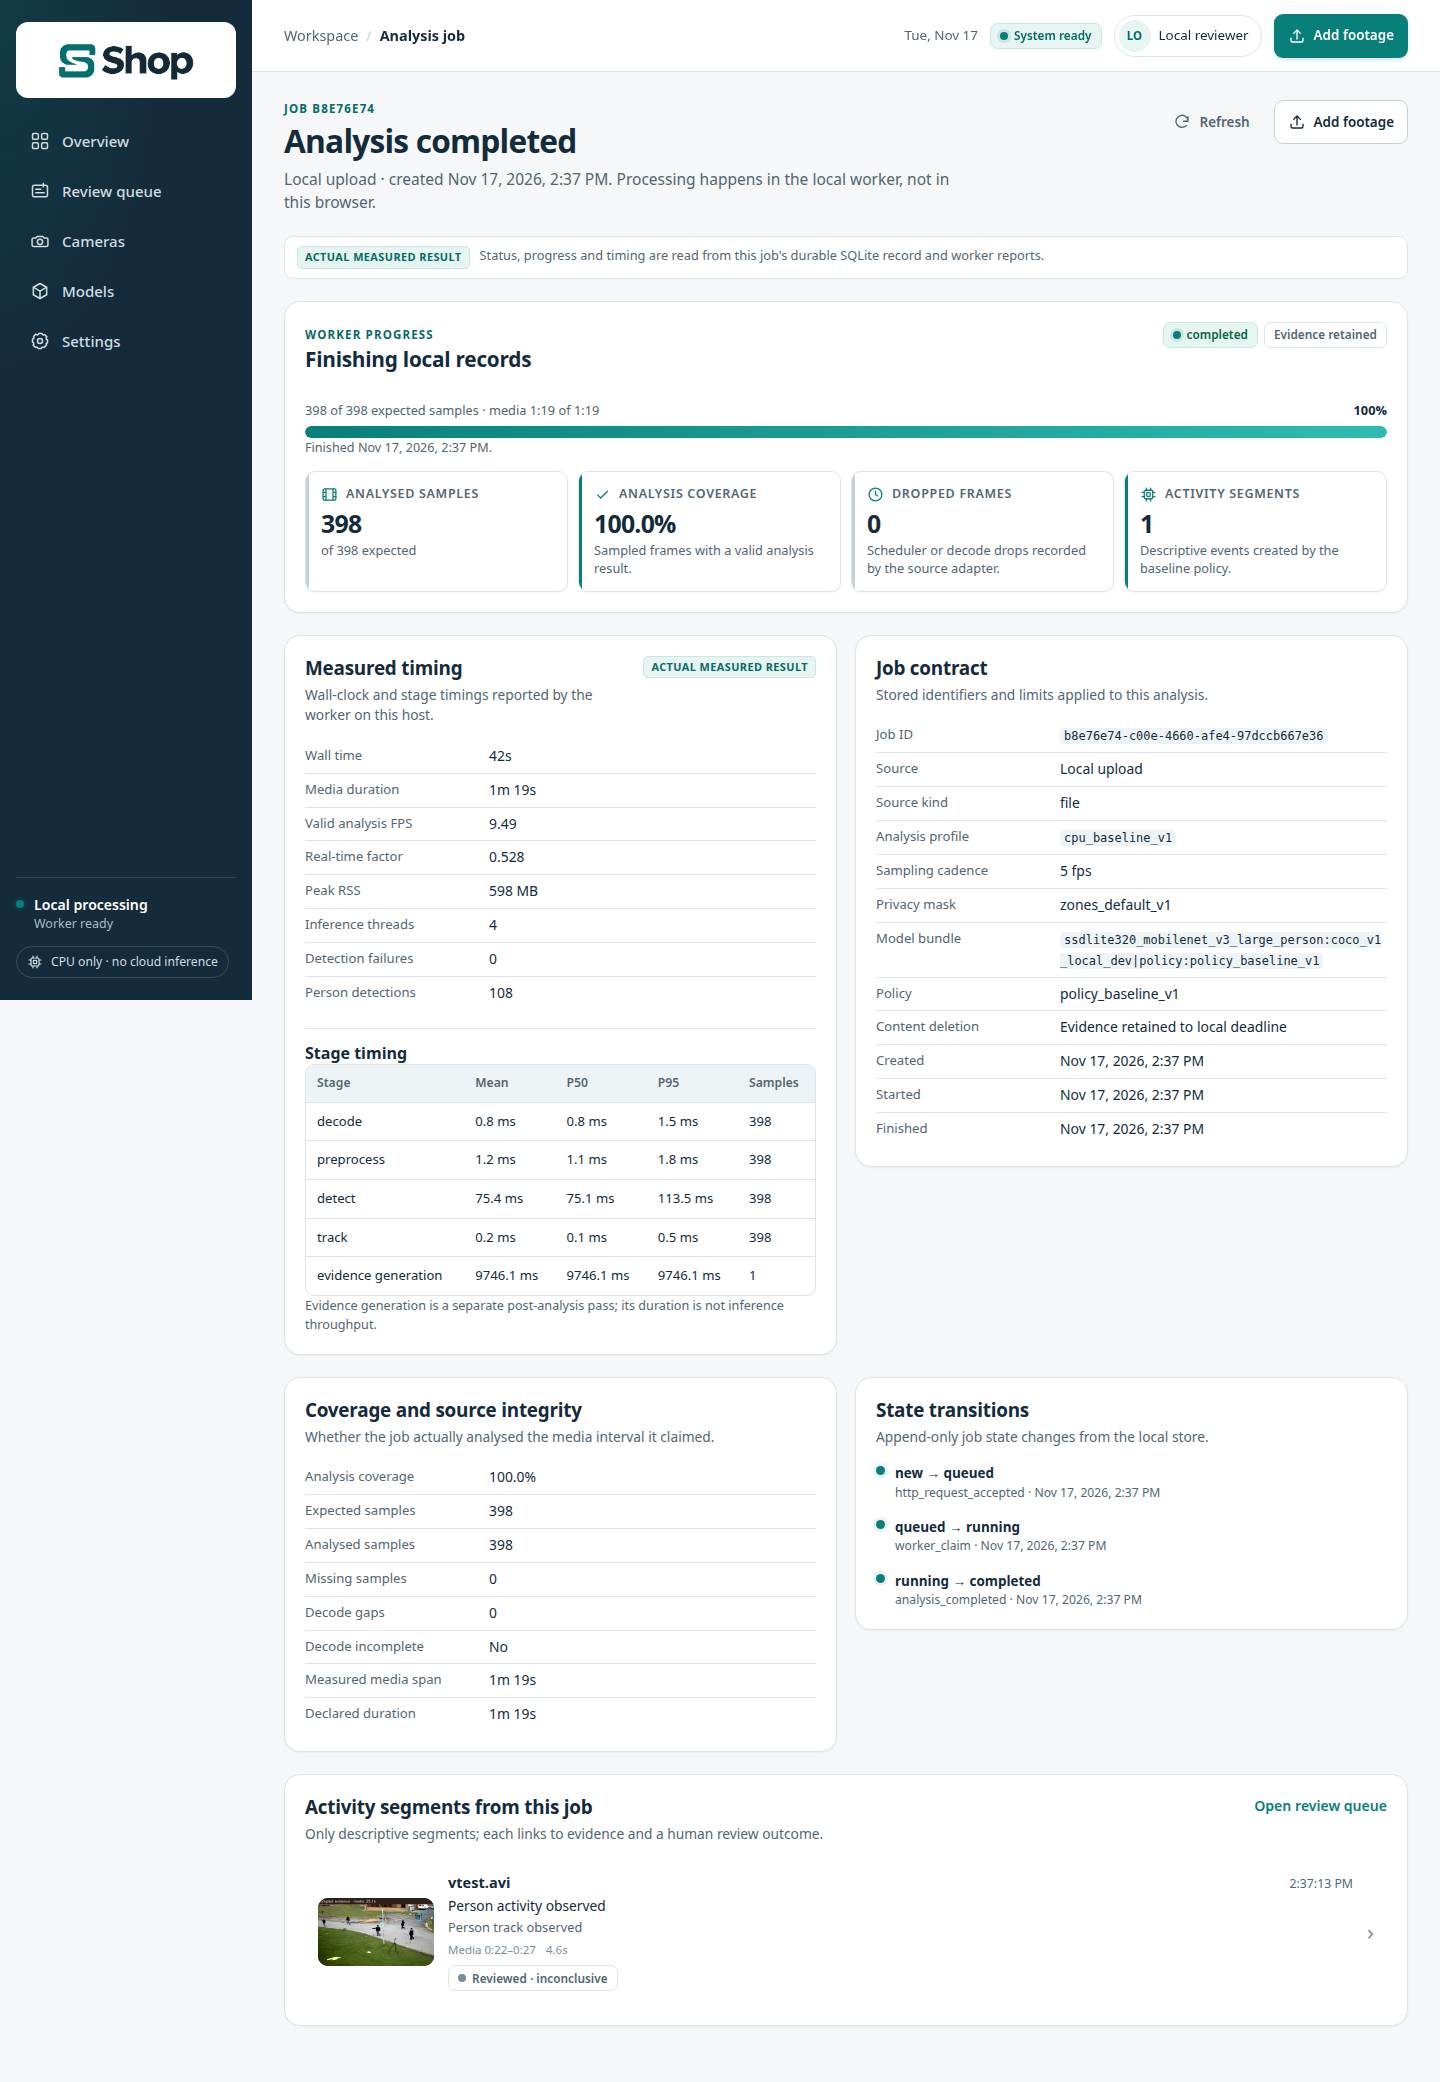 Shop
Overview
Review queue
Cameras
Models
Settings
Local processing
Worker ready
CPU only · no cloud inference
Workspace / Analysis job
Tue, Nov 17
System ready
LO Local reviewer
Add footage
JOB B8E76E74
Analysis completed
Local upload · created Nov 17, 2026, 2:37 PM. Processing happens in the local worker, not in
this browser.
Refresh
Add footage
ACTUAL MEASURED RESULT Status, progress and timing are read from this job's durable SQLite record and worker reports.
WORKER PROGRESS
Finishing local records
completed
Evidence retained
398 of 398 expected samples · media 1:19 of 1:19 100%
Finished Nov 17, 2026, 2:37 PM.
ANALYSED SAMPLES
398
of 398 expected
ANALYSIS COVERAGE
100.0%
Sampled frames with a valid analysis
result.
DROPPED FRAMES
0
Scheduler or decode drops recorded
by the source adapter.
ACTIVITY SEGMENTS
1
Descriptive events created by the
baseline policy.
Measured timing
ACTUAL MEASURED RESULT
Wall-clock and stage timings reported by the
worker on this host.
Wall time 42s
Media duration 1m 19s
Valid analysis FPS 9.49
Real-time factor 0.528
Peak RSS 598 MB
Inference threads 4
Detection failures 0
Person detections 108
Stage timing
Stage Mean P50 P95 Samples
decode 0.8 ms 0.8 ms 1.5 ms 398
preprocess 1.2 ms 1.1 ms 1.8 ms 398
detect 75.4 ms 75.1 ms 113.5 ms 398
track 0.2 ms 0.1 ms 0.5 ms 398
evidence generation 9746.1 ms 9746.1 ms 9746.1 ms 1
Evidence generation is a separate post-analysis pass; its duration is not inference
throughput.
Job contract
Stored identifiers and limits applied to this analysis.
Job ID b8e76e74-c00e-4660-afe4-97dccb667e36
Source Local upload
Source kind file
Analysis profile cpu_baseline_v1
Sampling cadence 5 fps
Privacy mask zones_default_v1
Model bundle ssdlite320_mobilenet_v3_large_person:coco_v1
_local_dev|policy:policy_baseline_v1
Policy policy_baseline_v1
Content deletion Evidence retained to local deadline
Created Nov 17, 2026, 2:37 PM
Started Nov 17, 2026, 2:37 PM
Finished Nov 17, 2026, 2:37 PM
Coverage and source integrity
Whether the job actually analysed the media interval it claimed.
Analysis coverage 100.0%
Expected samples 398
Analysed samples 398
Missing samples 0
Decode gaps 0
Decode incomplete No
Measured media span 1m 19s
Declared duration 1m 19s
State transitions
Append-only job state changes from the local store.
new → queued
http_request_accepted · Nov 17, 2026, 2:37 PM
queued → running
worker_claim · Nov 17, 2026, 2:37 PM
running → completed
analysis_completed · Nov 17, 2026, 2:37 PM
Activity segments from this job
Open review queue
Only descriptive segments; each links to evidence and a human review outcome.
vtest.avi
2:37:13 PM
Person activity observed
Person track observed
Media 0:22–0:27 4.6s
Reviewed · inconclusive